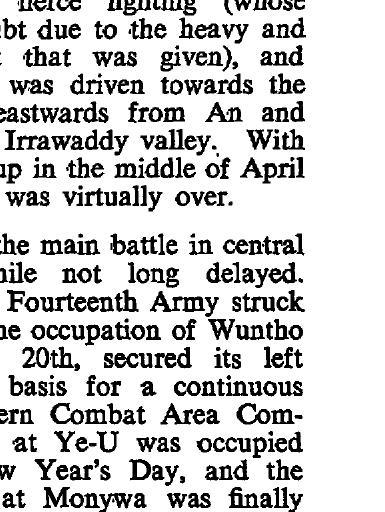 fierce fighting (whose
bt due to the heavy and
that was given), and
was driven towards the
eastwards from An and
Irrawaddy valley. With
up in the middle of April
was virtually over.
the main battle in central
hile not long delayed.
Fourteenth Army struck
he occupation of Wuntho
20th, secured its left
basis for a continuous
ern Combat Area Com-
at Ye-U was occupied
w Year's Day, and the
at Monywa was finally